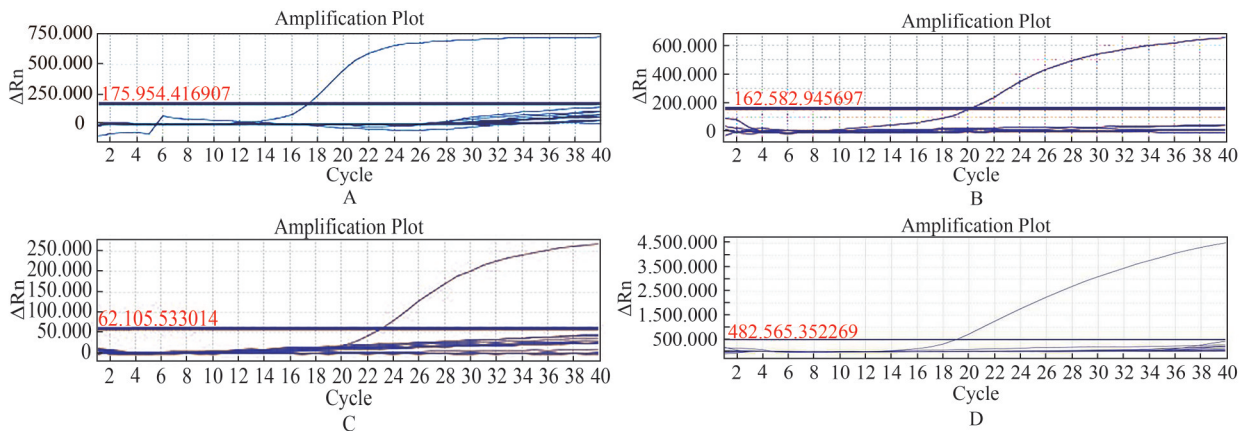 Amplification Plot
750.000
500.000
250.000
0
ΔRn
175.954.416907
2 4 6 8 10 12 14 16 18 20 22 24 26 28 30 32 34 36 38 40
Cycle
A
Amplification Plot
600.000
400.000
200.000
0
ΔRn
162.582.945697
2 4 6 8 10 12 14 16 18 20 22 24 26 28 30 32 34 36 38 40
Cycle
B
Amplification Plot
250.000
200.000
150.000
100.000
50.000
0
ΔRn
62.105.533014
2 4 6 8 10 12 14 16 18 20 22 24 26 28 30 32 34 36 38 40
Cycle
C
Amplification Plot
4.500.000
3.500.000
2.500.000
1.500.000
500.000
ΔRn
482.565.352269
2 4 6 8 10 12 14 16 18 20 22 24 26 28 30 32 34 36 38 40
Cycle
D